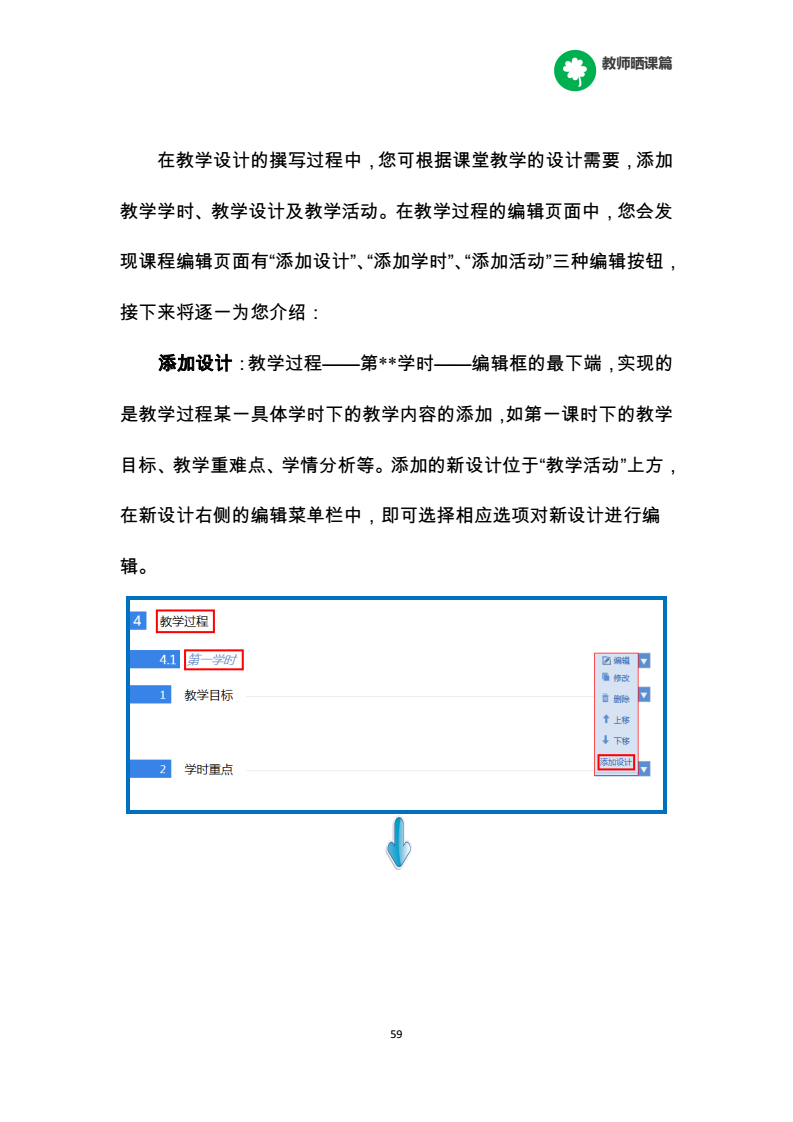 教师晒课篇
在教学设计的撰写过程中，您可根据课堂教学的设计需要，添加
教学学时、教学设计及教学活动。在教学过程的编辑页面中，您会发
现课程编辑页面有“添加设计”、“添加学时”、“添加活动”三种编辑按钮，
接下来将逐一为您介绍：
添加设计：教学过程——第**学时——编辑框的最下端，实现的
是教学过程某一具体学时下的教学内容的添加，如第一课时下的教学
目标、教学重难点、学情分析等。添加的新设计位于“教学活动”上方，
在新设计右侧的编辑菜单栏中，即可选择相应选项对新设计进行编
辑。
4 教学过程
4.1 第一学时
编辑
修改
1 教学目标
删除
上移
下移
添加设计
2 学时重点
59